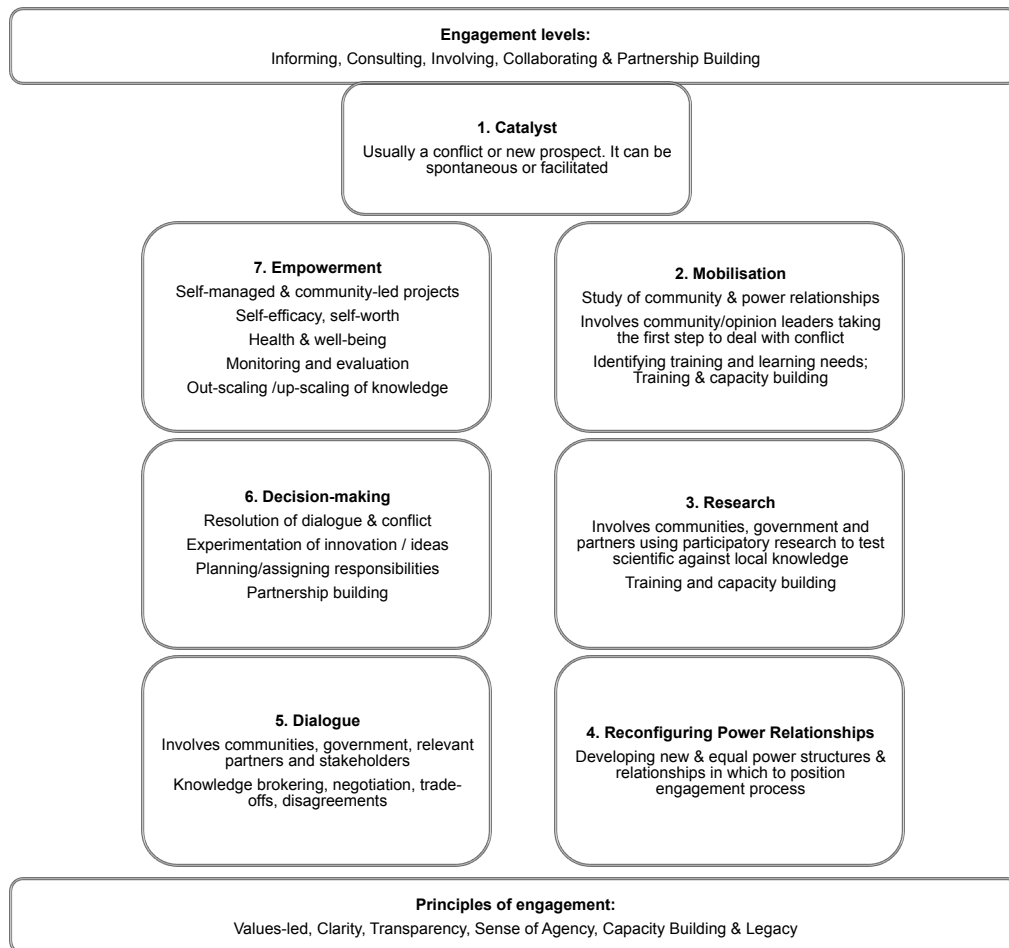 Engagement levels:
Informing, Consulting, Involving, Collaborating & Partnership Building
1. Catalyst
Usually a conflict or new prospect. It can be
spontaneous or facilitated
2. Mobilisation
Study of community & power relationships
Involves community/opinion leaders taking
the first step to deal with conflict
Identifying training and learning needs;
Training & capacity building
3. Research
Involves communities, government and
partners using participatory research to test
scientific against local knowledge
Training and capacity building
4. Reconfiguring Power Relationships
Developing new & equal power structures &
relationships in which to position
engagement process
5. Dialogue
Involves communities, government, relevant
partners and stakeholders
Knowledge brokering, negotiation, trade-
offs, disagreements
6. Decision-making
Resolution of dialogue & conflict
Experimentation of innovation / ideas
Planning/assigning responsibilities
Partnership building
7. Empowerment
Self-managed & community-led projects
Self-efficacy, self-worth
Health & well-being
Monitoring and evaluation
Out-scaling /up-scaling of knowledge
Principles of engagement:
Values-led, Clarity, Transparency, Sense of Agency, Capacity Building & Legacy